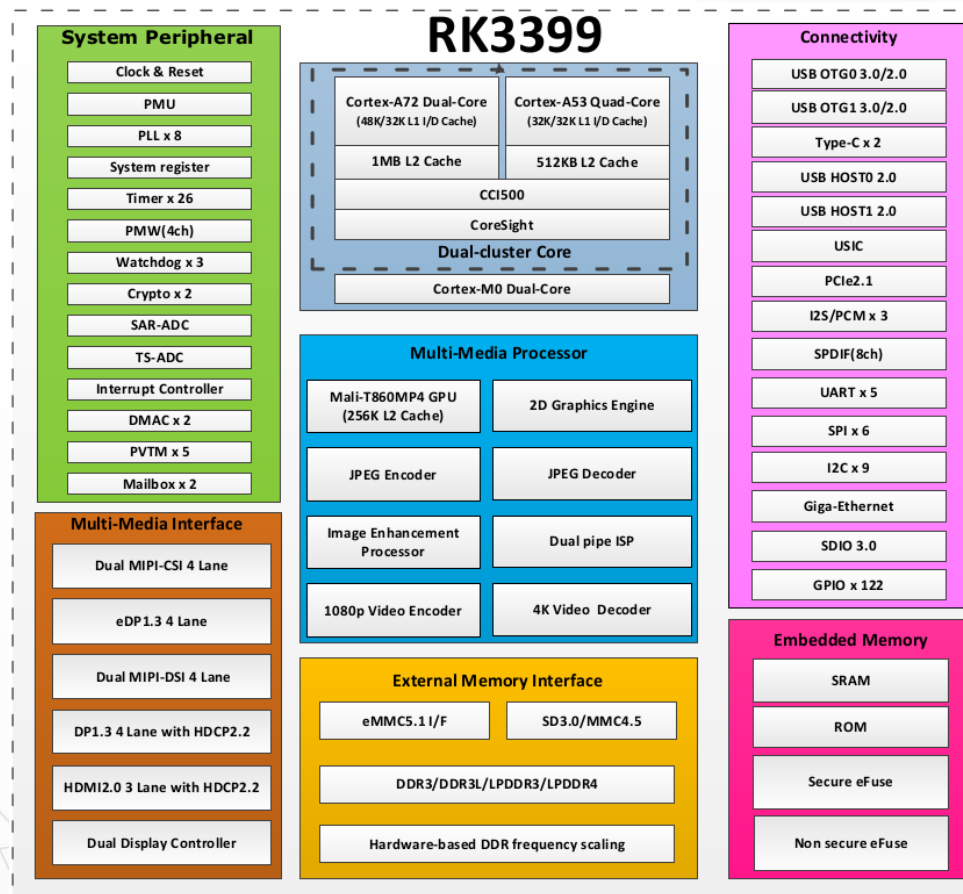 RK3399
System Peripheral
Clock & Reset
PMU
PLL x 8
System register
Timer x 26
PMW(4ch)
Watchdog x 3
Crypto x 2
SAR-ADC
TS-ADC
Interrupt Controller
DMAC x 2
PVTM x 5
Mailbox x 2
Multi-Media Interface
Dual MIPI-CSI 4 Lane
eDP1.3 4 Lane
Dual MIPI-DSI 4 Lane
DP1.3 4 Lane with HDCP2.2
HDMI2.0 3 Lane with HDCP2.2
Dual Display Controller
Cortex-A72 Dual-Core
(48K/32K L1 I/D Cache)
Cortex-A53 Quad-Core
(32K/32K L1 I/D Cache)
1MB L2 Cache
512KB L2 Cache
CCI500
CoreSight
Dual-cluster Core
Cortex-M0 Dual-Core
Multi-Media Processor
Mali-T860MP4 GPU
(256K L2 Cache)
2D Graphics Engine
JPEG Encoder
JPEG Decoder
Image Enhancement
Processor
Dual pipe ISP
1080p Video Encoder
4K Video Decoder
External Memory Interface
eMMC5.1 I/F
SD3.0/MMC4.5
DDR3/DDR3L/LPDDR3/LPDDR4
Hardware-based DDR frequency scaling
Connectivity
USB OTG0 3.0/2.0
USB OTG1 3.0/2.0
Type-C x 2
USB HOST0 2.0
USB HOST1 2.0
USIC
PCIe2.1
I2S/PCM x 3
SPDIF(8ch)
UART x 5
SPI x 6
I2C x 9
Giga-Ethernet
SDIO 3.0
GPIO x 122
Embedded Memory
SRAM
ROM
Secure eFuse
Non secure eFuse